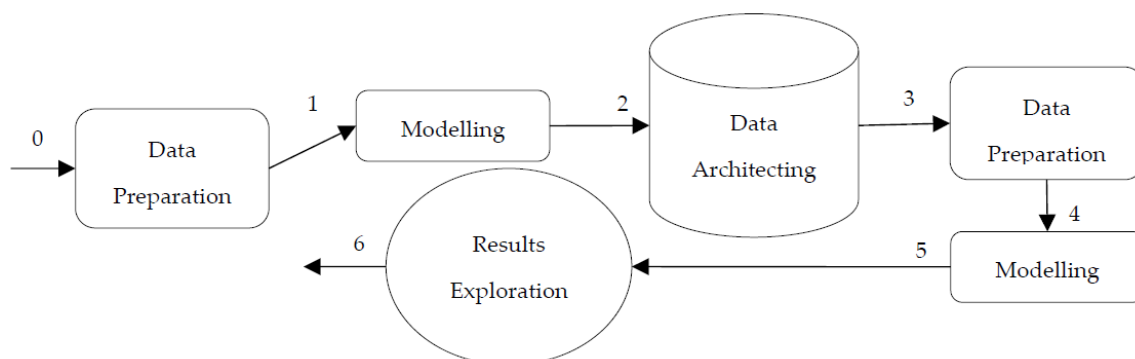 0
Data
Preparation
1
Modelling
2
Data
Architecting
3
Data
Preparation
4
Modelling
5
Results
Exploration
6